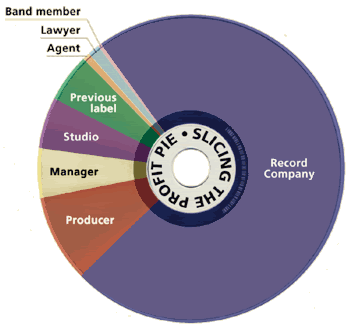 Band member
Lawyer
Agent
Previous
label
Studio
Manager
Producer
Record
Company
SLICING THE PROFIT PIE •